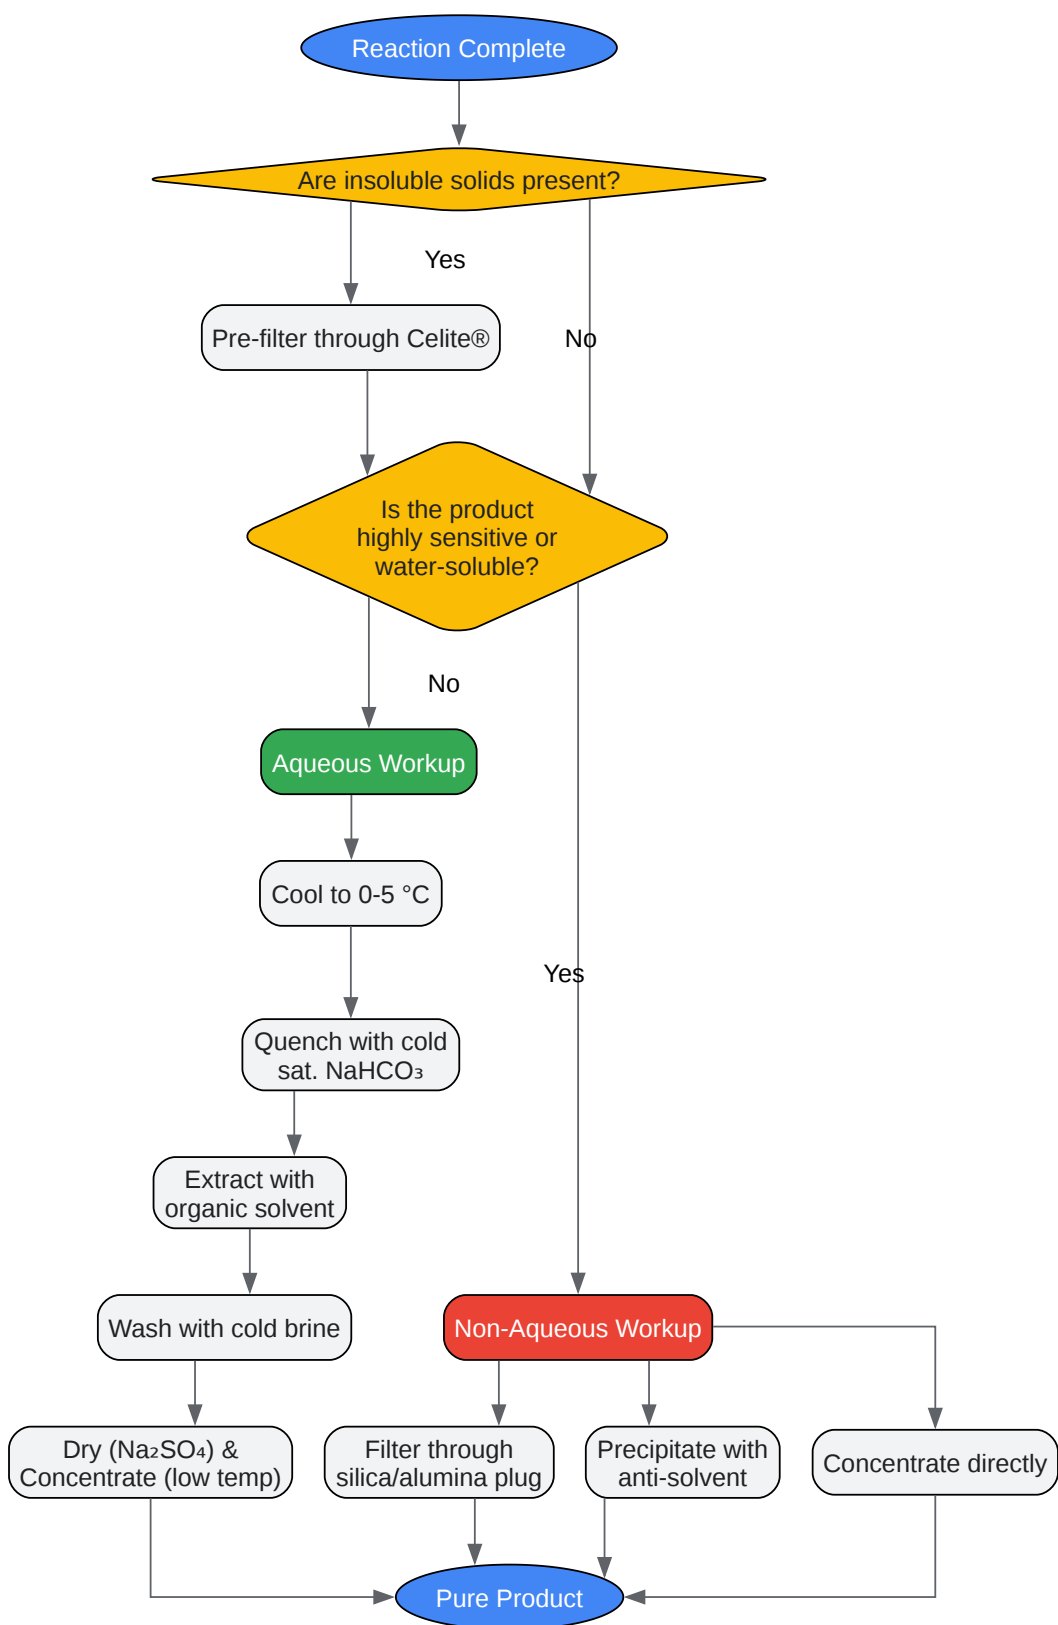 Reaction Complete
Are insoluble solids present?
Yes
Pre-filter through Celite®
No
Is the product
highly sensitive or
water-soluble?
No
Aqueous Workup
Cool to 0-5 °C
Yes
Quench with cold
sat. NaHCO₃
Extract with
organic solvent
Wash with cold brine
Non-Aqueous Workup
Dry (Na₂SO₄) &
Concentrate (low temp)
Filter through
silica/alumina plug
Precipitate with
anti-solvent
Concentrate directly
Pure Product